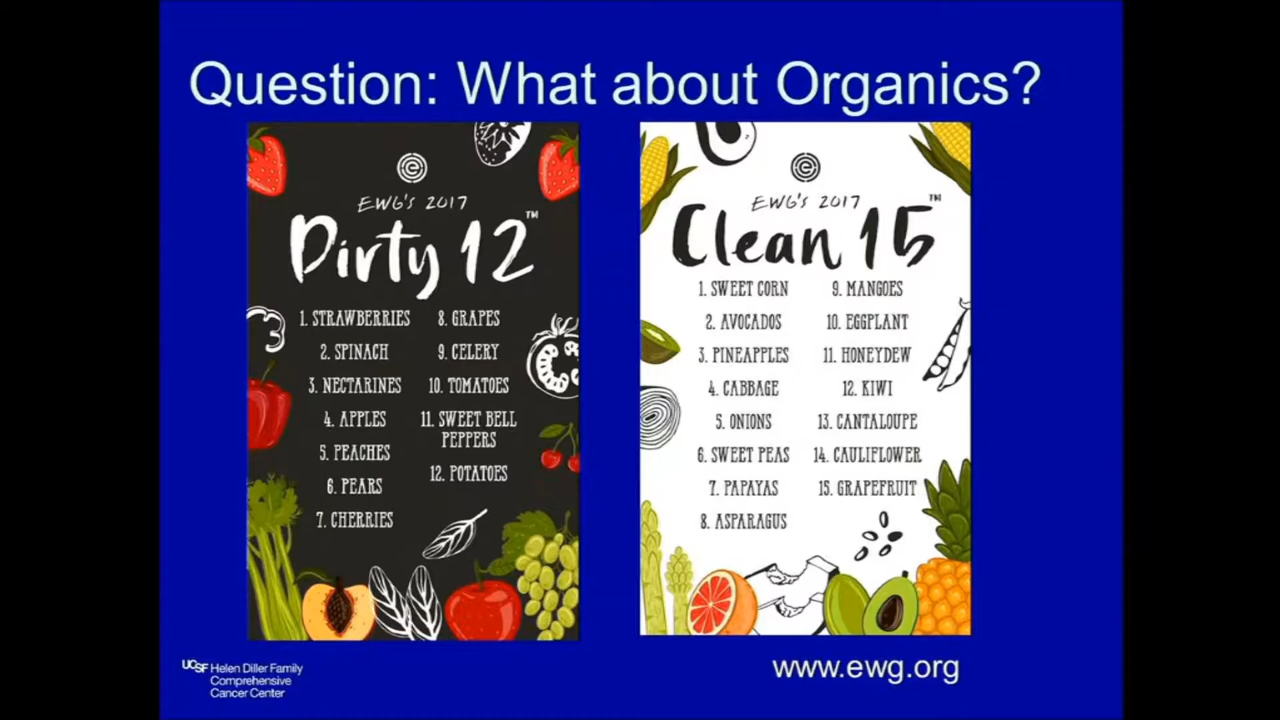 Question: What about Organics?
EWG'S 2017
Dirty 12™
1. STRAWBERRIES
2. SPINACH
3. NECTARINES
4. APPLES
5. PEACHES
6. PEARS
7. CHERRIES
8. GRAPES
9. CELERY
10. TOMATOES
11. SWEET BELL
PEPPERS
12. POTATOES
EWG'S 2017
Clean 15™
1. SWEET CORN
2. AVOCADOS
3. PINEAPPLES
4. CABBAGE
5. ONIONS
6. SWEET PEAS
7. PAPAYAS
8. ASPARAGUS
9. MANGOES
10. EGGPLANT
11. HONEYDEW
12. KIWI
13. CANTALOUPE
14. CAULIFLOWER
15. GRAPEFRUIT
UCSF Helen Diller Family
Comprehensive
Cancer Center
www.ewg.org